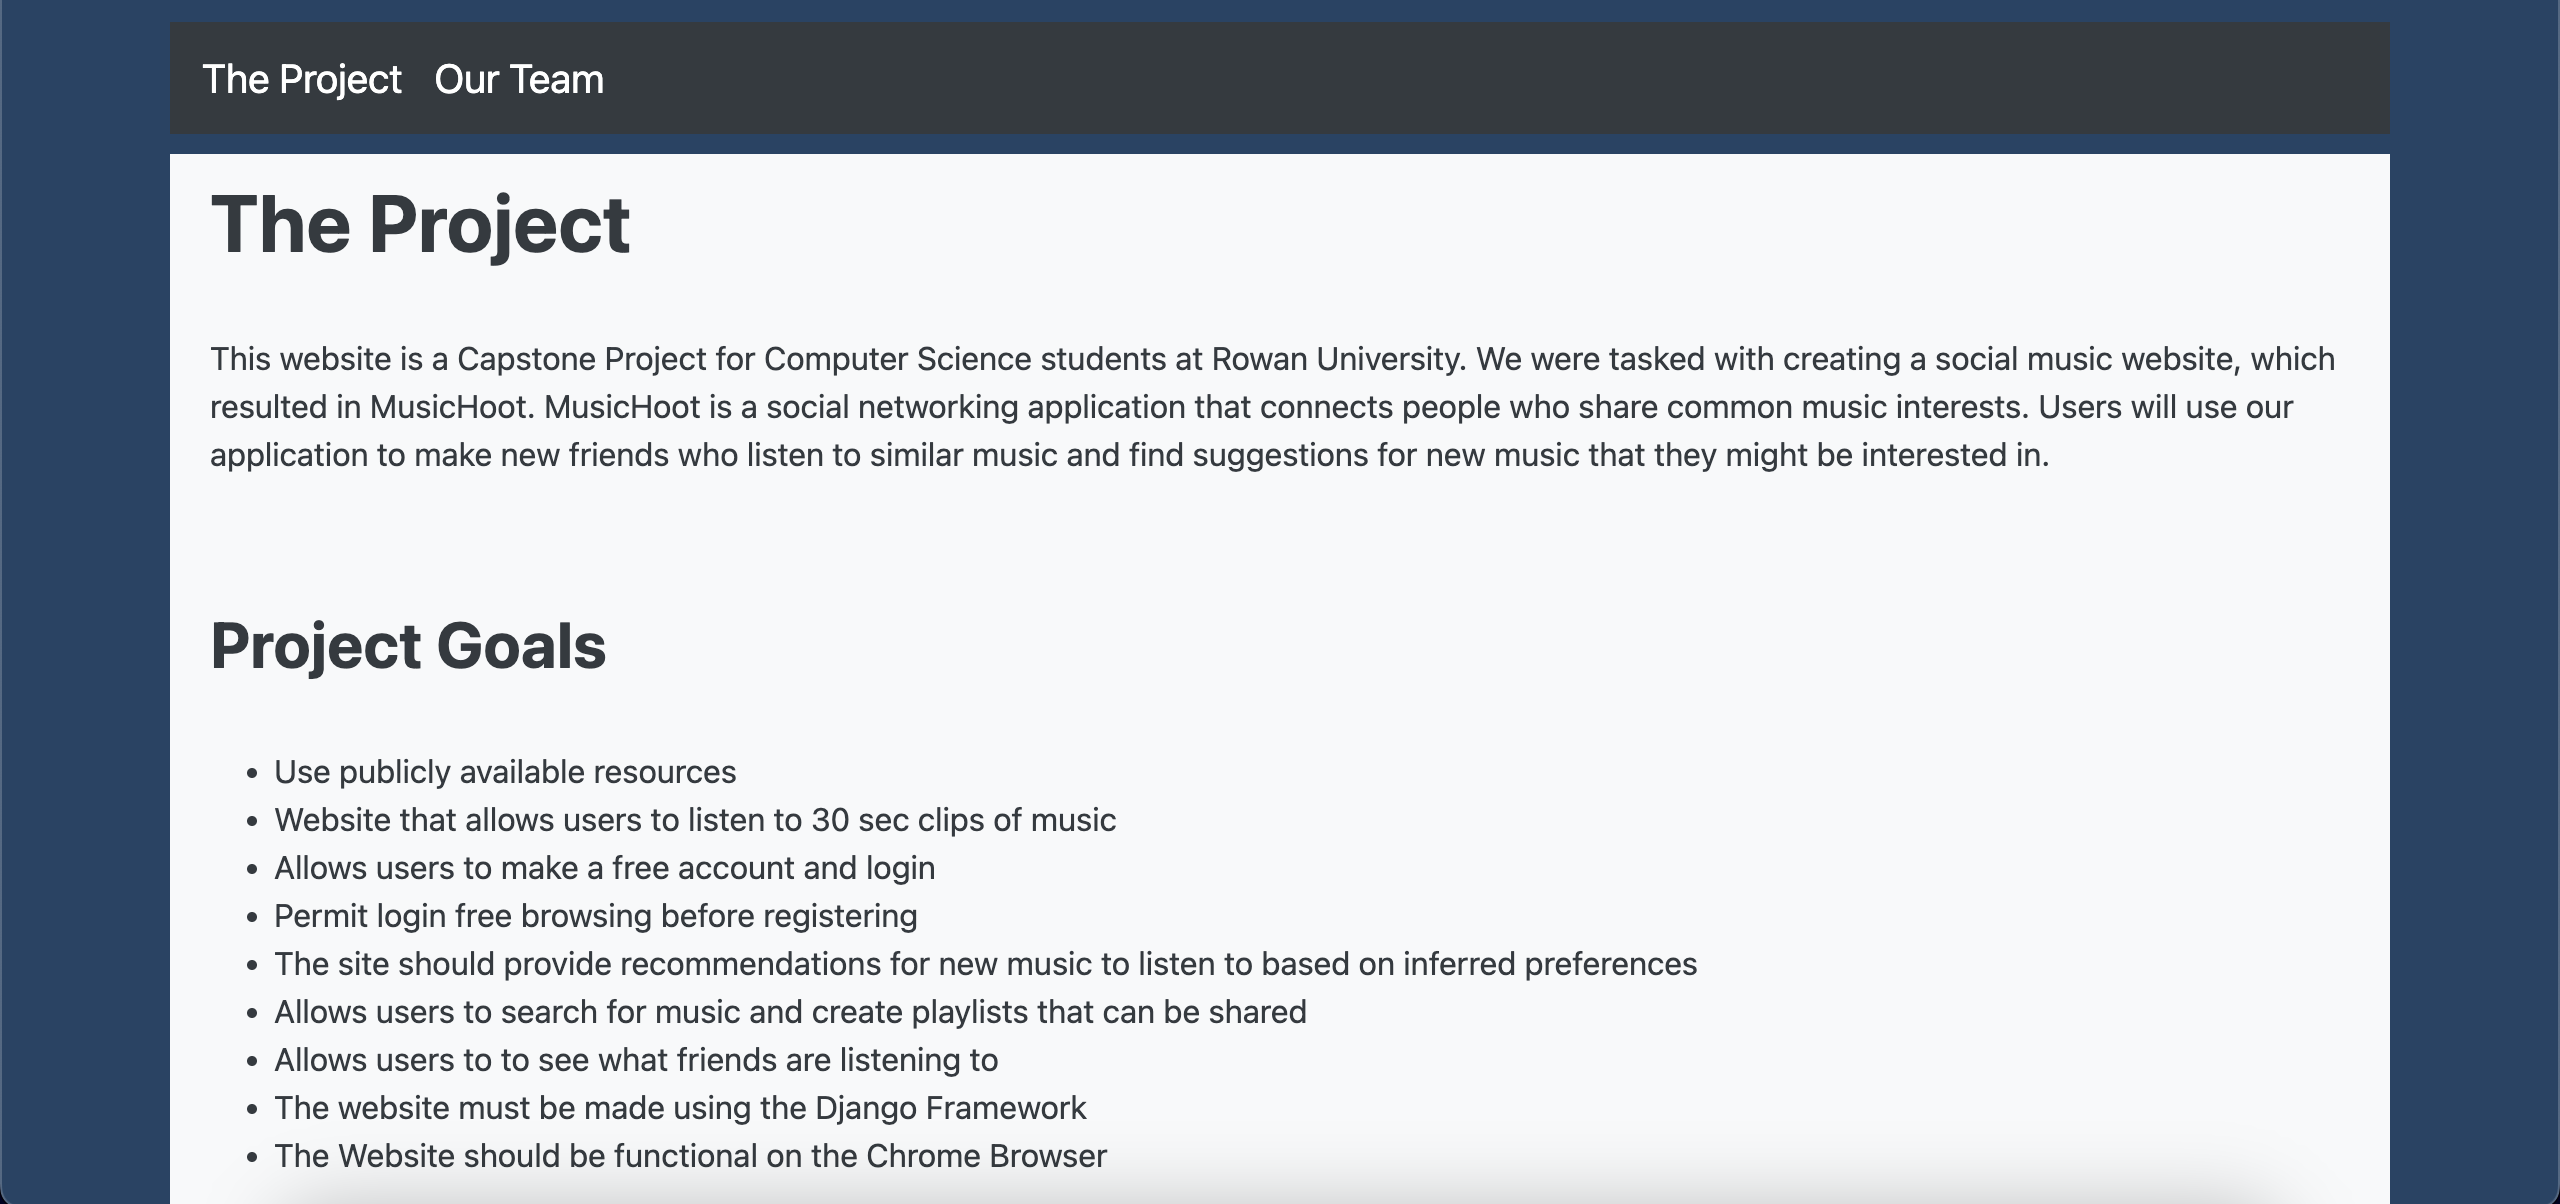 The Project Our Team
The Project
This website is a Capstone Project for Computer Science students at Rowan University. We were tasked with creating a social music website, which
resulted in MusicHoot. MusicHoot is a social networking application that connects people who share common music interests. Users will use our
application to make new friends who listen to similar music and find suggestions for new music that they might be interested in.
Project Goals
• Use publicly available resources
• Website that allows users to listen to 30 sec clips of music
• Allows users to make a free account and login
• Permit login free browsing before registering
• The site should provide recommendations for new music to listen to based on inferred preferences
• Allows users to search for music and create playlists that can be shared
• Allows users to to see what friends are listening to
• The website must be made using the Django Framework
• The Website should be functional on the Chrome Browser